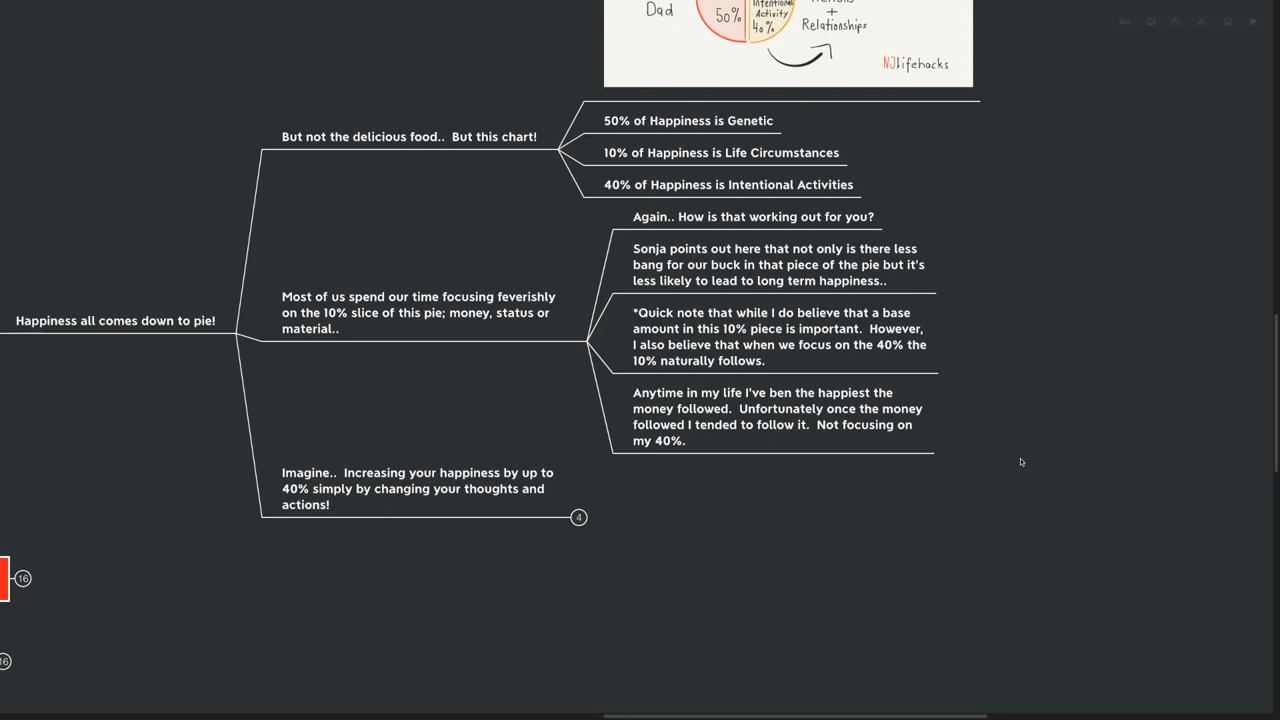 Dad
50%
Intentional
Activity
40%
+
Relationships
NJlifehacks
But not the delicious food..  But this chart!
50% of Happiness is Genetic
10% of Happiness is Life Circumstances
40% of Happiness is Intentional Activities
Happiness all comes down to pie!
Most of us spend our time focusing feverishly
on the 10% slice of this pie; money, status or
material..
Again.. How is that working out for you?
Sonja points out here that not only is there less
bang for our buck in that piece of the pie but it's
less likely to lead to long term happiness..
*Quick note that while I do believe that a base
amount in this 10% piece is important.  However,
I also believe that when we focus on the 40% the
10% naturally follows.
Anytime in my life I've ben the happiest the
money followed.  Unfortunately once the money
followed I tended to follow it.  Not focusing on
my 40%.
Imagine..  Increasing your happiness by up to
40% simply by changing your thoughts and
actions!
4
16
16